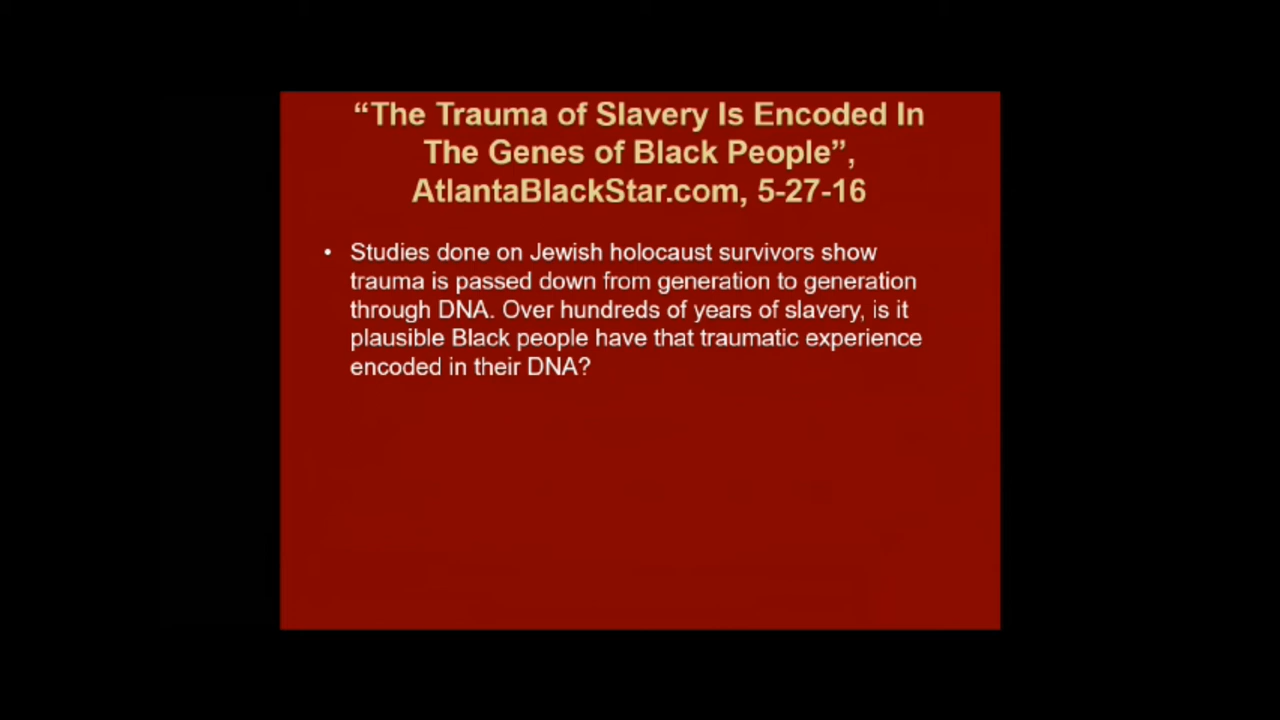 “The Trauma of Slavery Is Encoded In
The Genes of Black People”,
AtlantaBlackStar.com, 5-27-16
• Studies done on Jewish holocaust survivors show
trauma is passed down from generation to generation
through DNA. Over hundreds of years of slavery, is it
plausible Black people have that traumatic experience
encoded in their DNA?